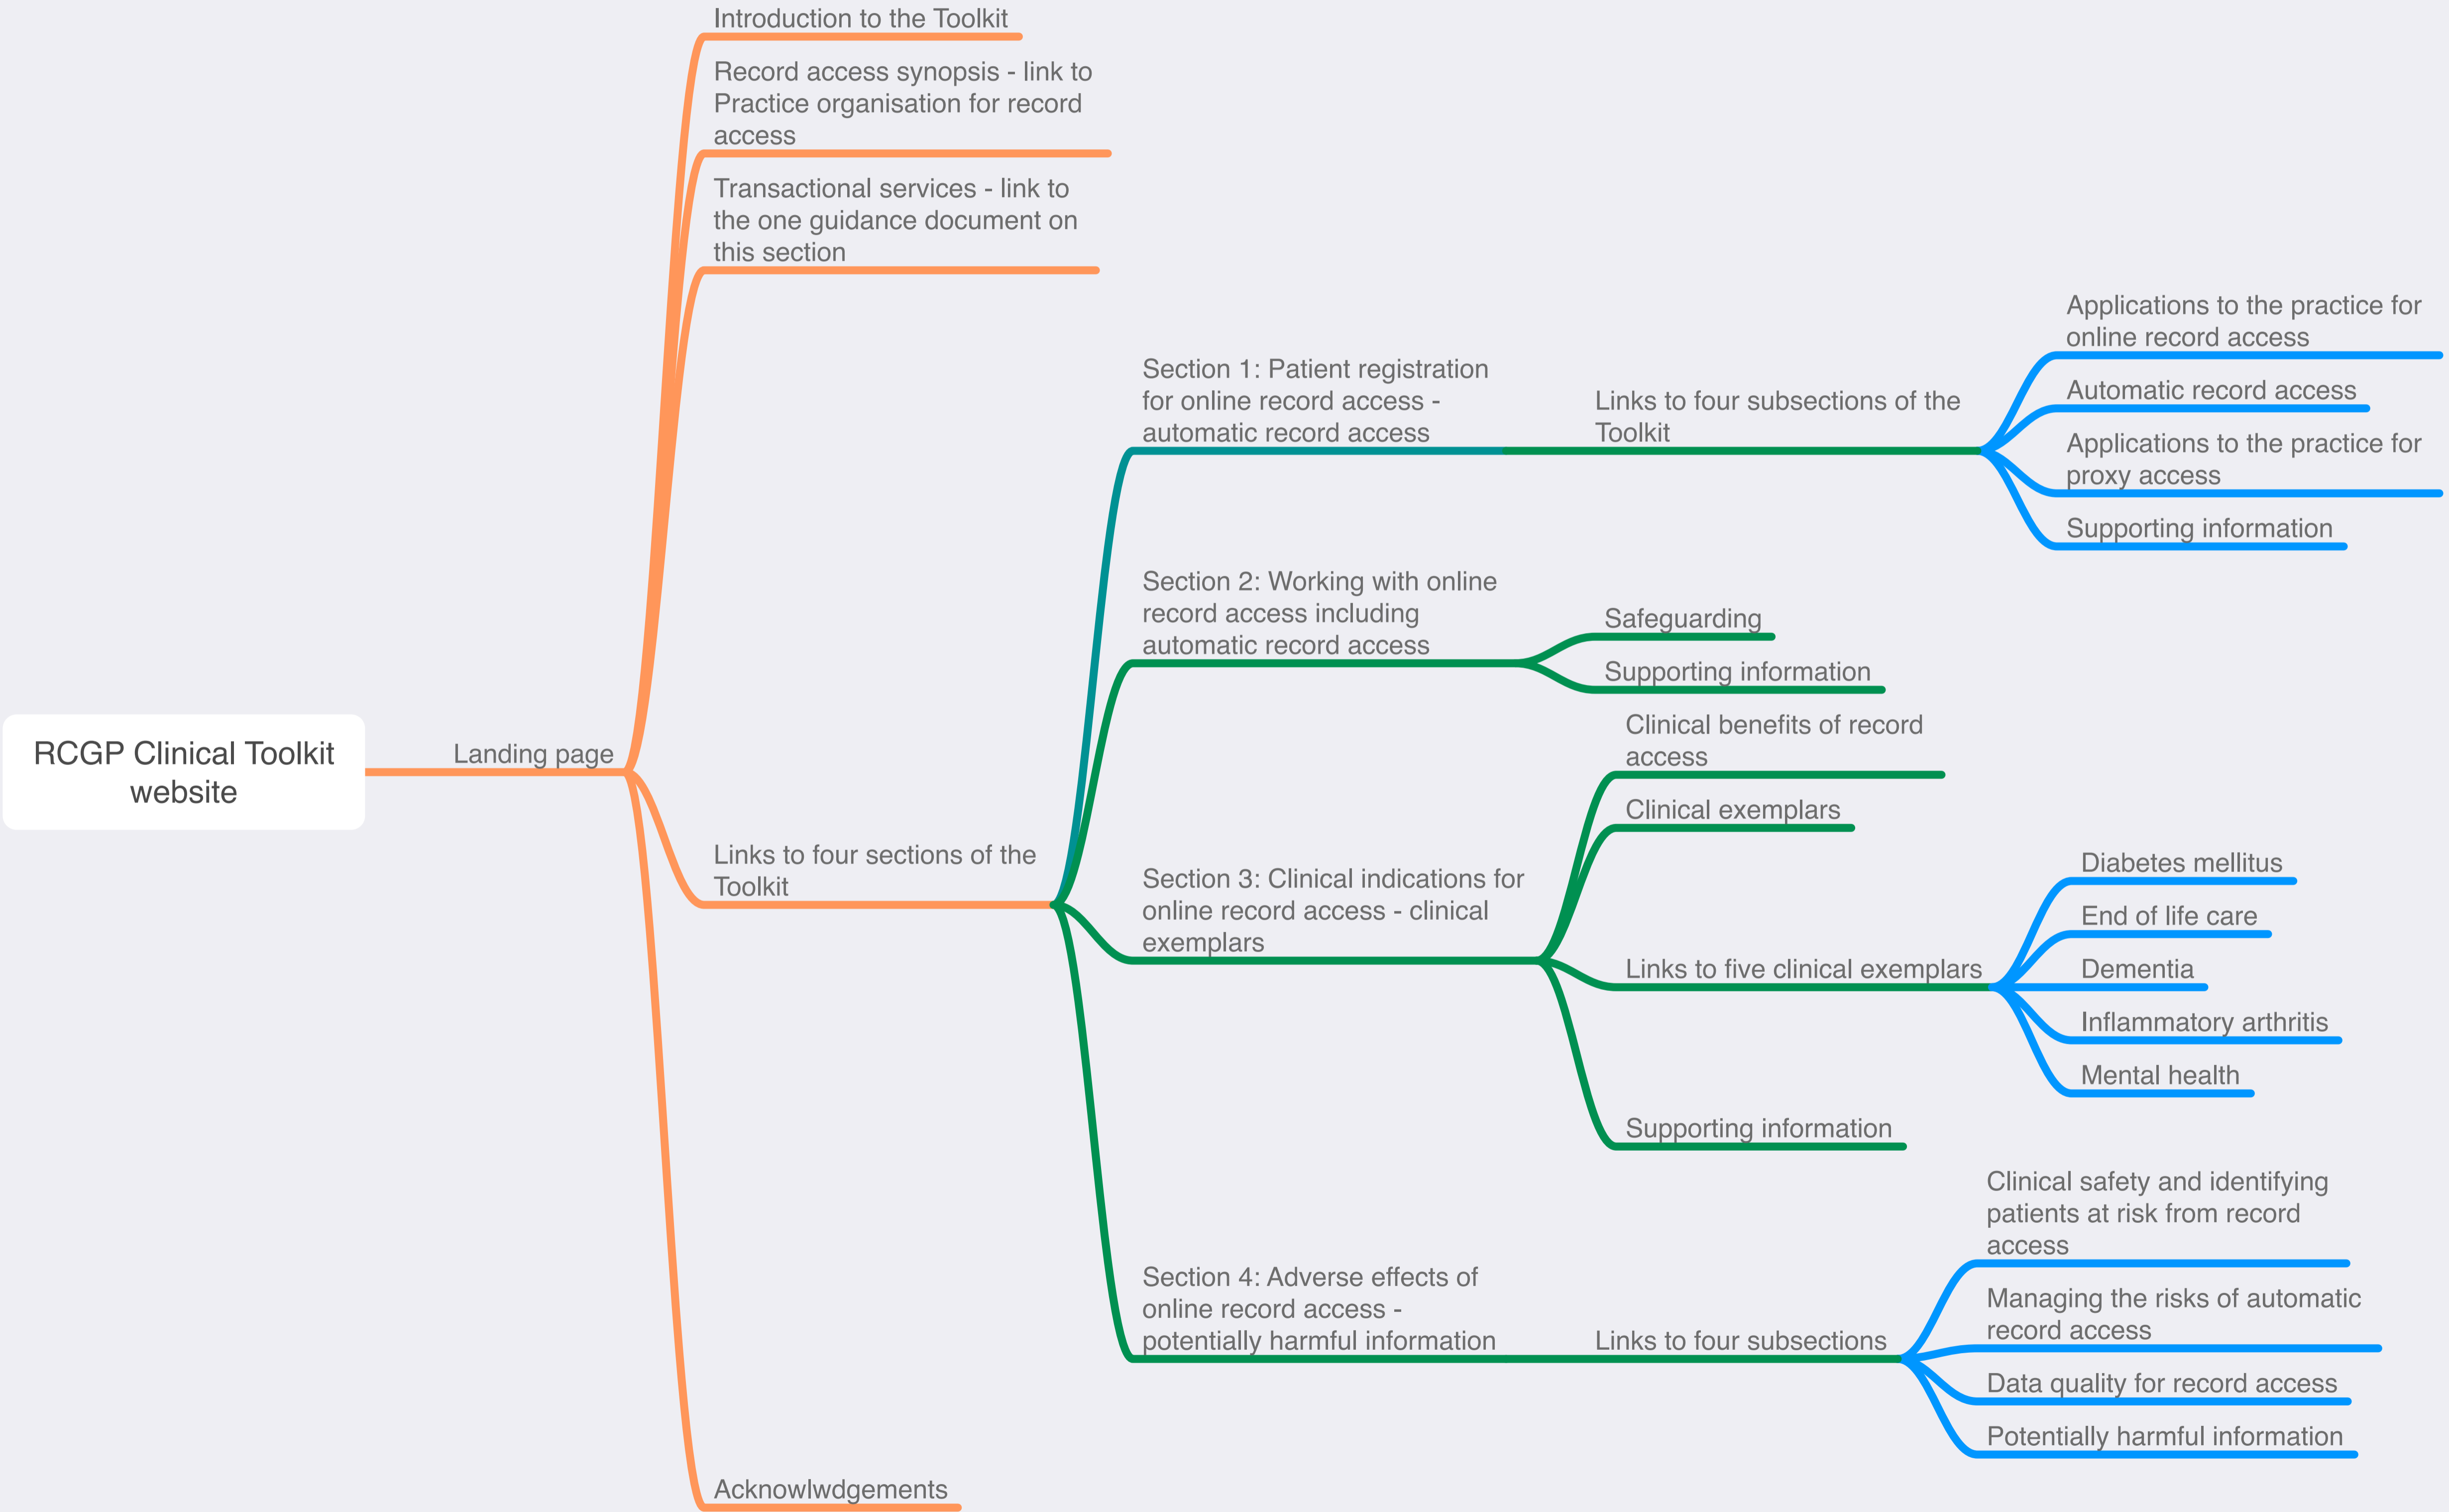 Introduction to the Toolkit
Record access synopsis - link to
Practice organisation for record
access
Transactional services - link to
the one guidance document on
this section
Applications to the practice for
online record access
Section 1: Patient registration
for online record access -
automatic record access
Links to four subsections of the
Toolkit
Automatic record access
Applications to the practice for
proxy access
Supporting information
Section 2: Working with online
record access including
automatic record access
Safeguarding
Supporting information
RCGP Clinical Toolkit
website
Landing page
Links to four sections of the
Toolkit
Section 3: Clinical indications for
online record access - clinical
exemplars
Clinical benefits of record
access
Clinical exemplars
Links to five clinical exemplars
Diabetes mellitus
End of life care
Dementia
Inflammatory arthritis
Mental health
Supporting information
Section 4: Adverse effects of
online record access -
potentially harmful information
Links to four subsections
Clinical safety and identifying
patients at risk from record
access
Managing the risks of automatic
record access
Data quality for record access
Potentially harmful information
Acknowlwdgements